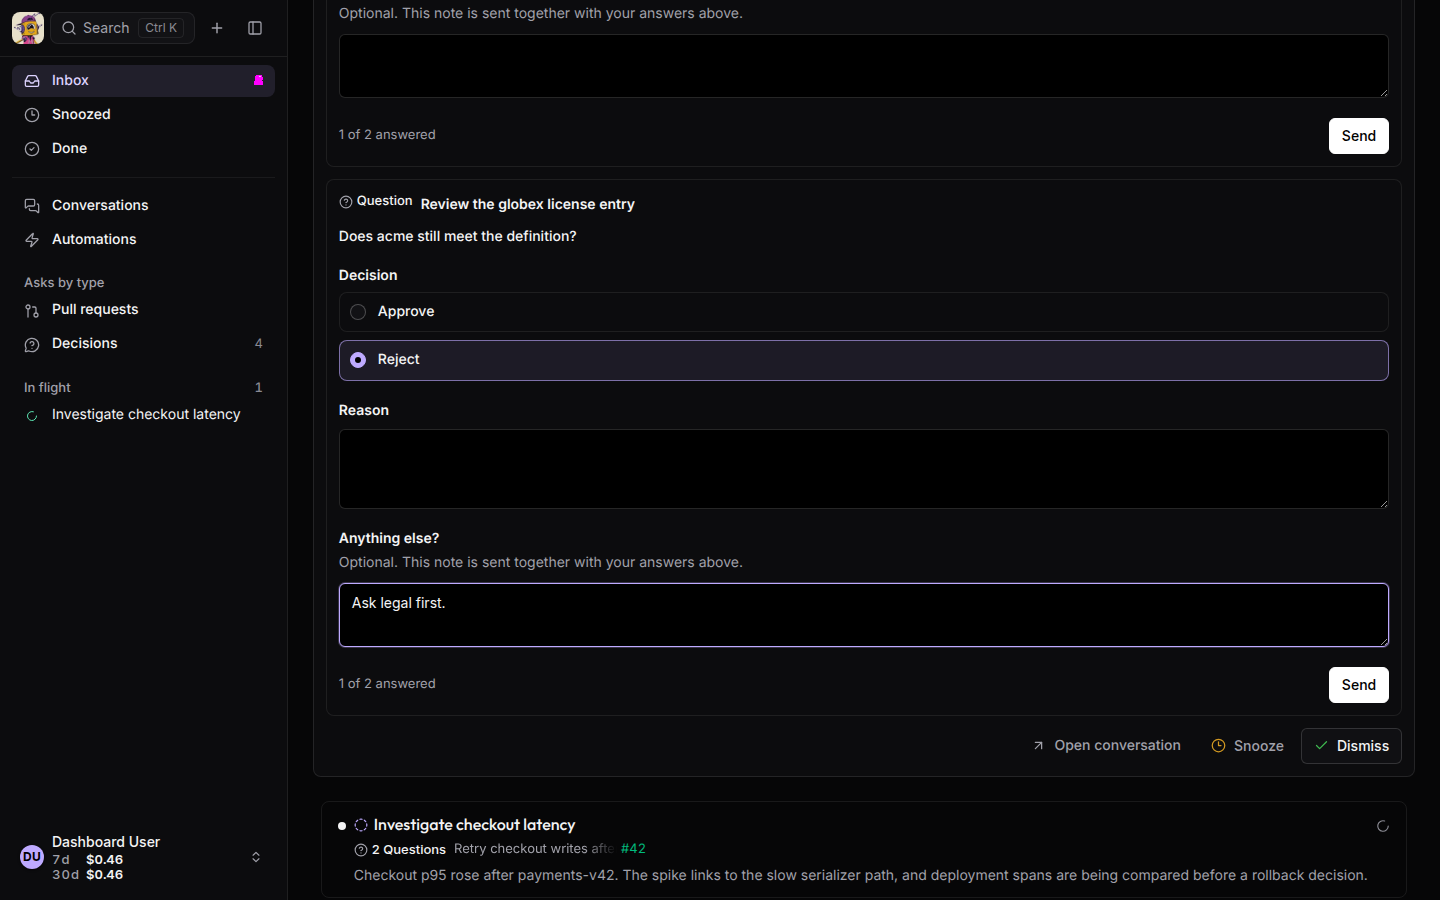 Search Ctrl K
Inbox
Snoozed
Done
Conversations
Automations
Asks by type
Pull requests
Decisions 4
In flight 1
Investigate checkout latency
DU Dashboard User
7d $0.46
30d $0.46
Optional. This note is sent together with your answers above.
1 of 2 answered
Send
Question Review the globex license entry
Does acme still meet the definition?
Decision
Approve
Reject
Reason
Anything else?
Optional. This note is sent together with your answers above.
Ask legal first.
1 of 2 answered
Send
Open conversation Snooze Dismiss
Investigate checkout latency
2 Questions Retry checkout writes afte #42
Checkout p95 rose after payments-v42. The spike links to the slow serializer path, and deployment spans are being compared before a rollback decision.